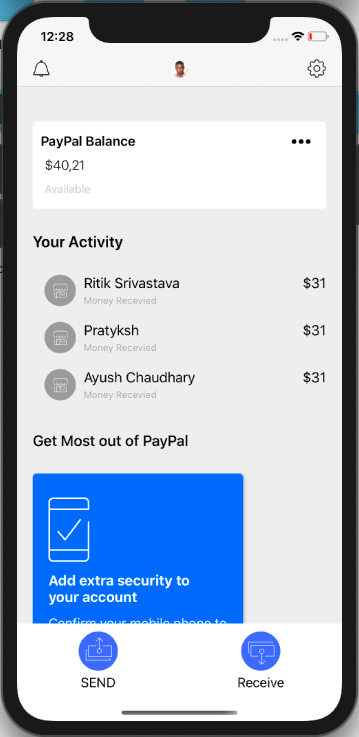 12:28
PayPal Balance
$40,21
Available
Your Activity
Ritik Srivastava $31
Money Recevied
Pratyksh $31
Money Recevied
Ayush Chaudhary $31
Money Recevied
Get Most out of PayPal
Add extra security to
your account
Confirm your mobile phone to
SEND Receive